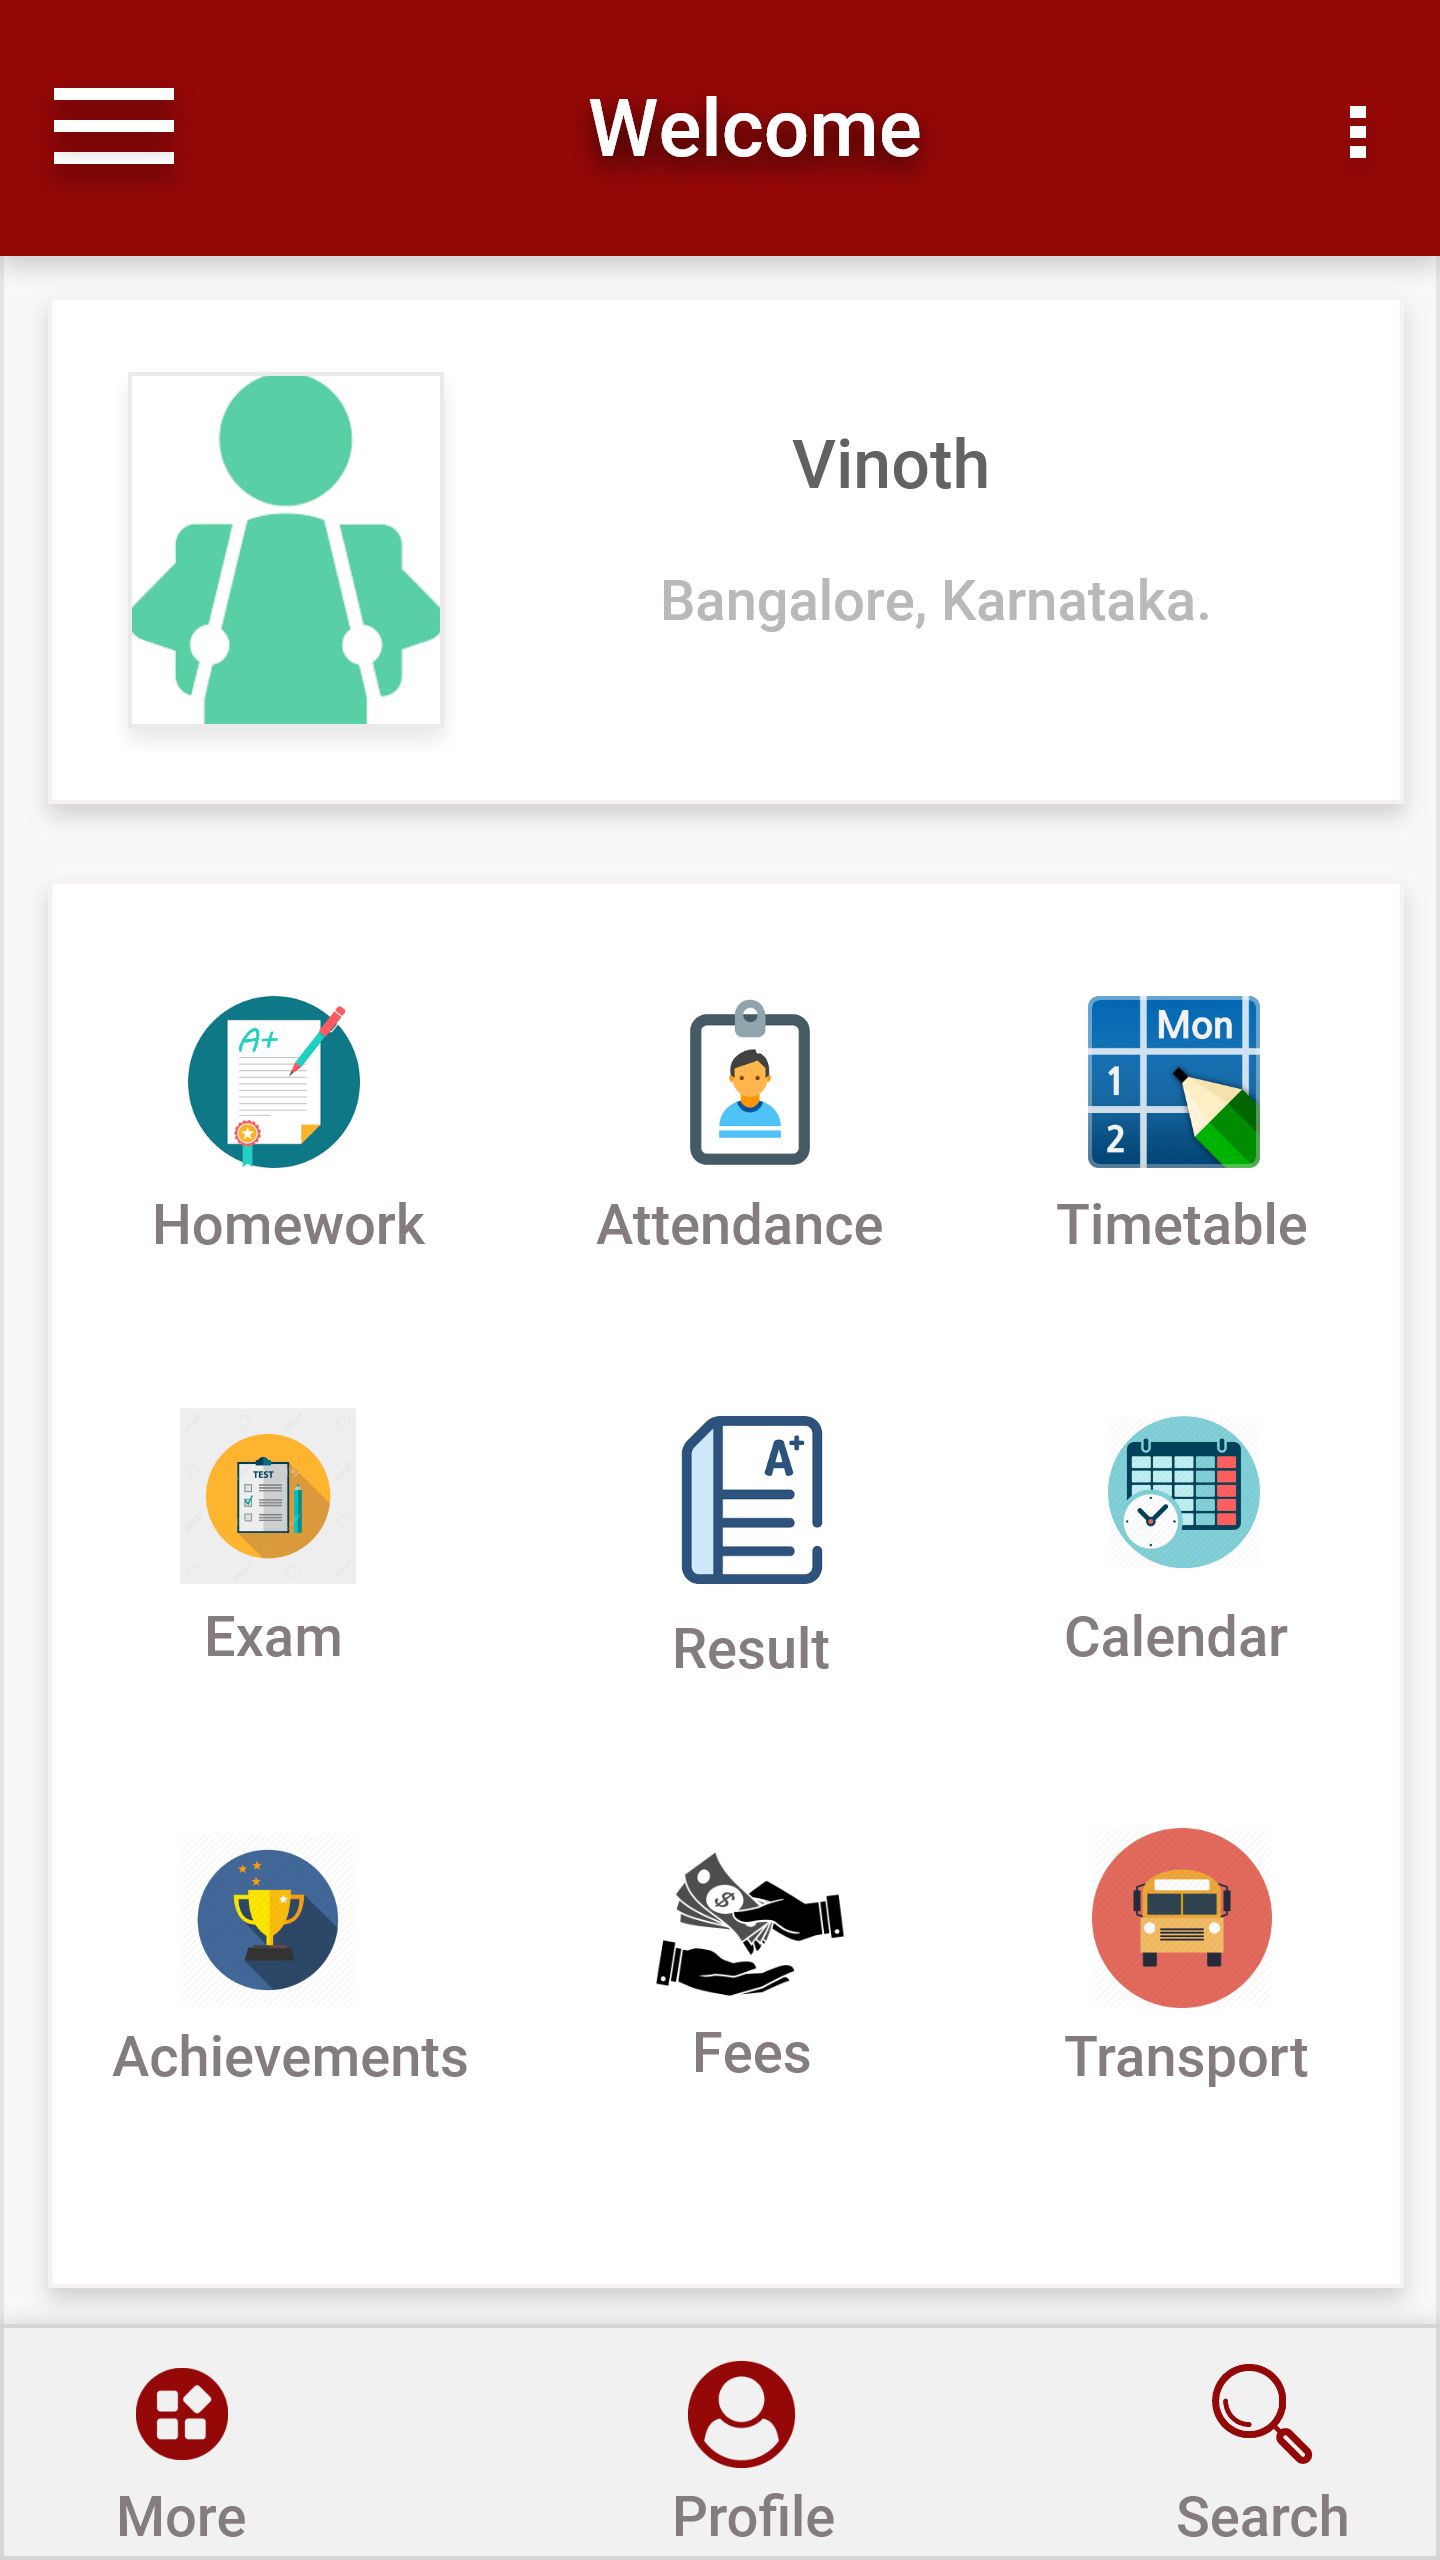 Welcome
Vinoth
Bangalore, Karnataka.
A+
Mon
1
2
Homework
Attendance
Timetable
TEST
A+
Exam
Result
Calendar
$
Achievements
Fees
Transport
More
Profile
Search